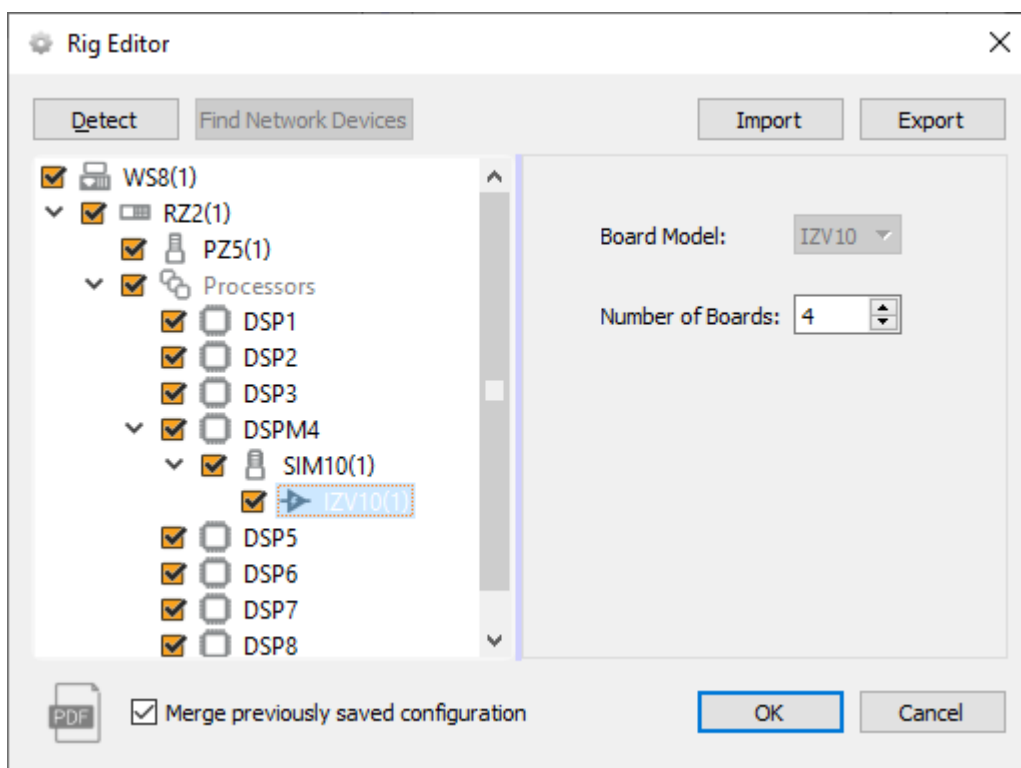 Rig Editor
Detect
Find Network Devices
Import
Export
WS8(1)
RZ2(1)
PZ5(1)
Processors
DSP1
DSP2
DSP3
DSPM4
SIM10(1)
IZV10(1)
DSP5
DSP6
DSP7
DSP8
Board Model: IZV10
Number of Boards: 4
PDF
Merge previously saved configuration
OK
Cancel